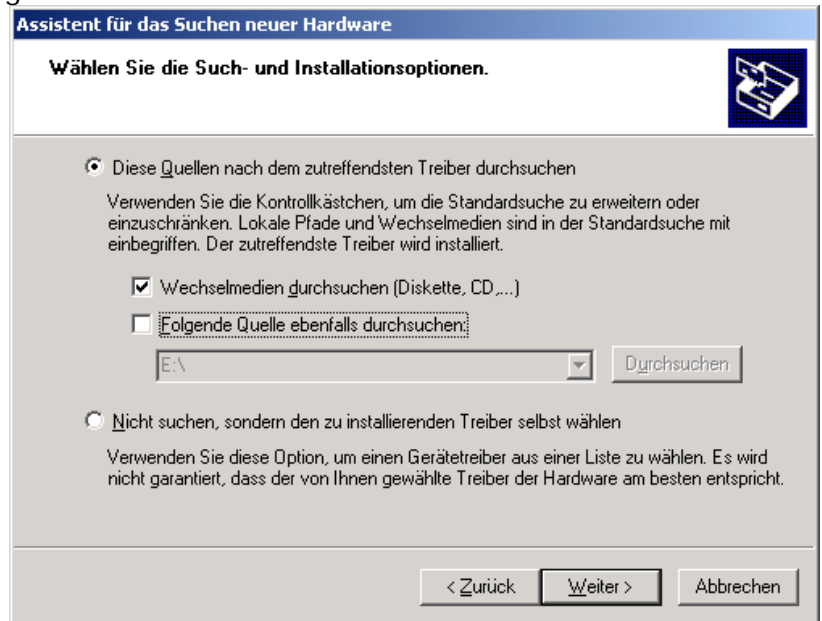 Assistent für das Suchen neuer Hardware
Wählen Sie die Such- und Installationsoptionen.
Diese Quellen nach dem zutreffendsten Treiber durchsuchen
Verwenden Sie die Kontrollkästchen, um die Standardsuche zu erweitern oder
einzuschränken. Lokale Pfade und Wechselmedien sind in der Standardsuche mit
einbegriffen. Der zutreffendste Treiber wird installiert.
Wechselmedien durchsuchen (Diskette, CD,...)
Folgende Quelle ebenfalls durchsuchen:
E:\
Durchsuchen
Nicht suchen, sondern den zu installierenden Treiber selbst wählen
Verwenden Sie diese Option, um einen Gerätetreiber aus einer Liste zu wählen. Es wird
nicht garantiert, dass der von Ihnen gewählte Treiber der Hardware am besten entspricht.
< Zurück
Weiter >
Abbrechen